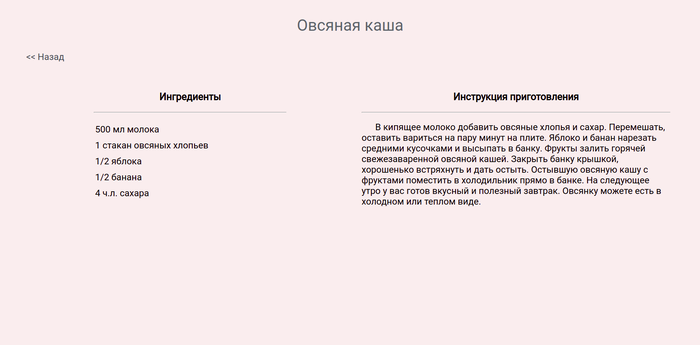 Овсяная каша
<< Назад
Ингредиенты
500 мл молока
1 стакан овсяных хлопьев
1/2 яблока
1/2 банана
4 ч.л. сахара
Инструкция приготовления
В кипящее молоко добавить овсяные хлопья и сахар. Перемешать,
оставить вариться на пару минут на плите. Яблоко и банан нарезать
средними кусочками и высыпать в банку. Фрукты залить горячей
свежезаваренной овсяной кашей. Закрыть банку крышкой,
хорошенько встряхнуть и дать остыть. Остывшую овсяную кашу с
фруктами поместить в холодильник прямо в банке. На следующее
утро у вас готов вкусный и полезный завтрак. Овсянку можете есть в
холодном или теплом виде.